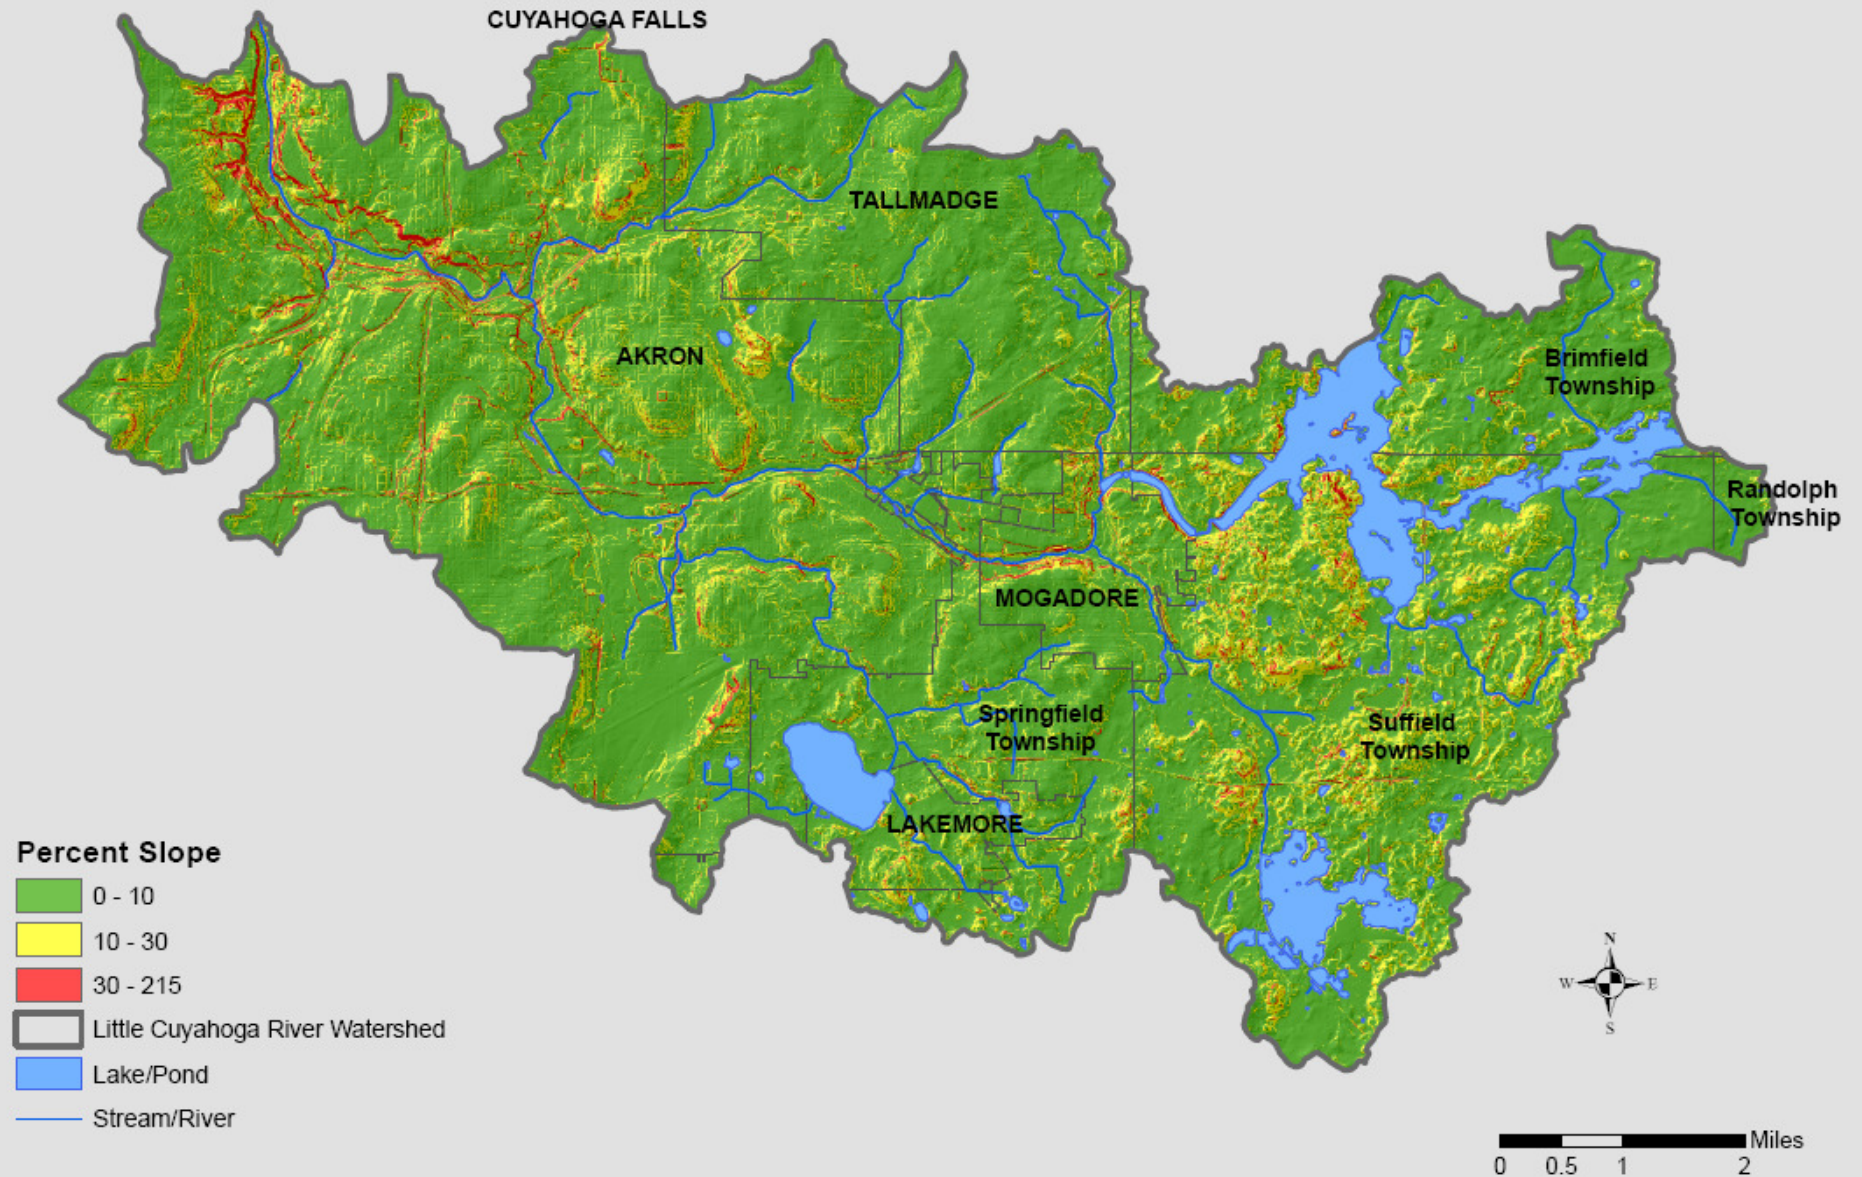 CUYAHOGA FALLS
TALLMADGE
AKRON
Brimfield
Township
Randolph
Township
MOGADORE
Springfield
Township
Suffield
Township
LAKEMORE
Percent Slope
0 - 10
10 - 30
30 - 215
Little Cuyahoga River Watershed
Lake/Pond
Stream/River
N
W E
S
Miles
0 0.5 1 2